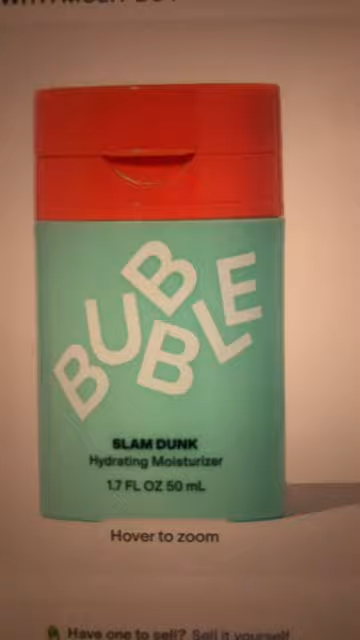 BUBBLE
SLAM DUNK
Hydrating Moisturizer
1.7 FL OZ 50 mL
Hover to zoom
Have one to sell? Sell it yourself